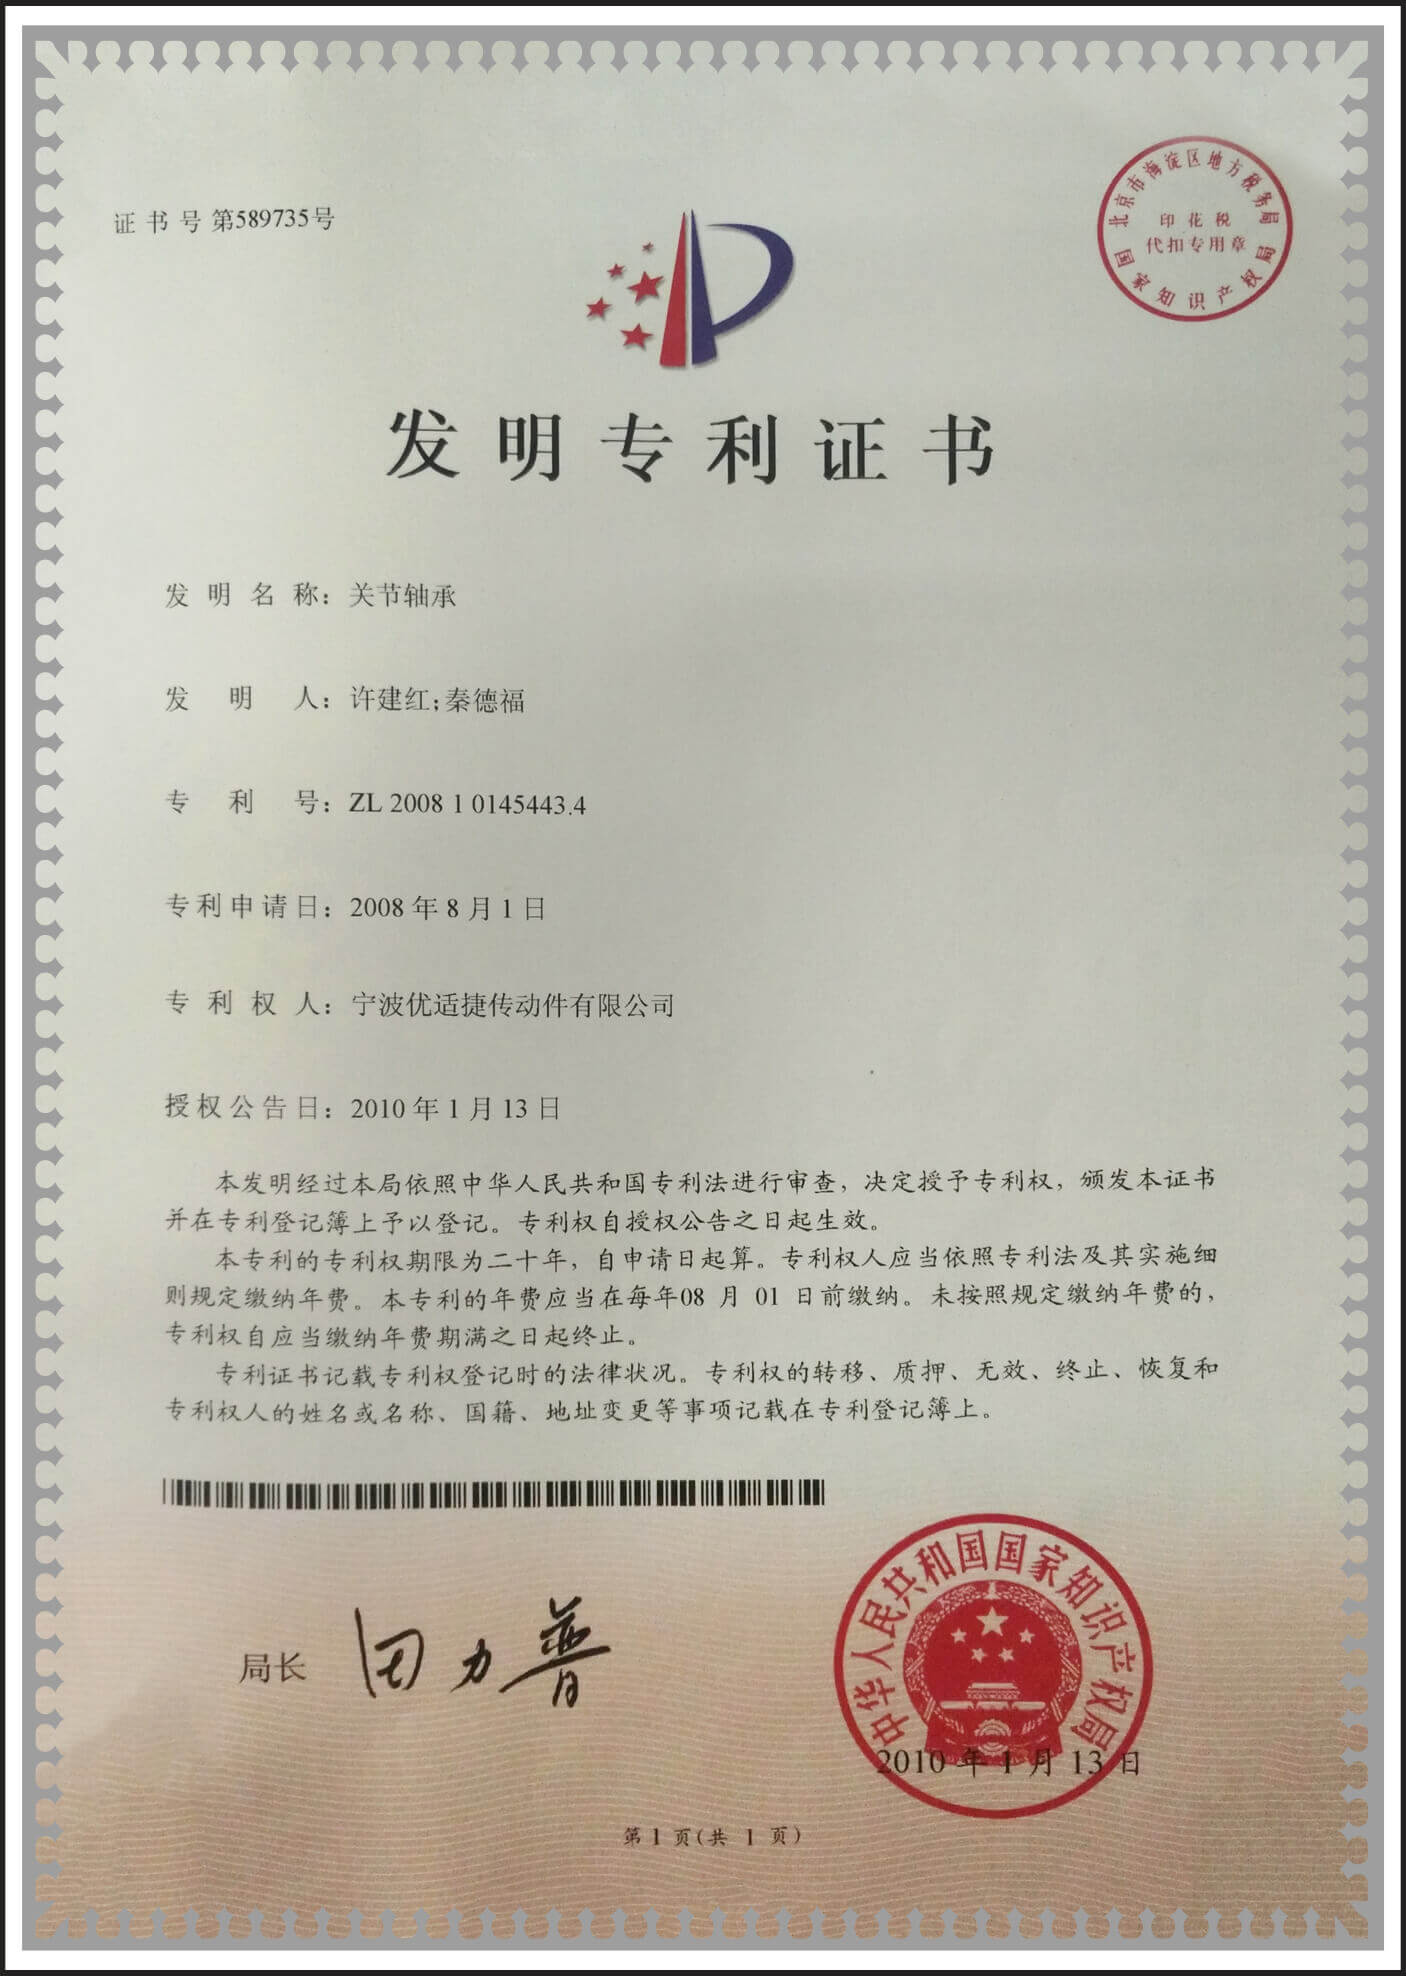 证书号第589735号
北京市海淀区地方税务局
印花税
代扣专用章
国家知识产权局
发明专利证书
发明名称：关节轴承
发明人：许建红;秦德福
专利号：ZL 2008 1 0145443.4
专利申请日：2008年8月1日
专利权人：宁波优适捷传动件有限公司
授权公告日：2010年1月13日
本发明经过本局依照中华人民共和国专利法进行审查，决定授予专利权，颁发本证书
并在专利登记簿上予以登记。专利权自授权公告之日起生效。
本专利的专利权期限为二十年，自申请日起算。专利权人应当依照专利法及其实施细
则规定缴纳年费。本专利的年费应当在每年08 月 01 日前缴纳。未按照规定缴纳年费的，
专利权自应当缴纳年费期满之日起终止。
专利证书记载专利权登记时的法律状况。专利权的转移、质押、无效、终止、恢复和
专利权人的姓名或名称、国籍、地址变更等事项记载在专利登记簿上。
局长 田力普
中华人民共和国国家知识产权局
2010年1月13日
第1页(共 1 页)